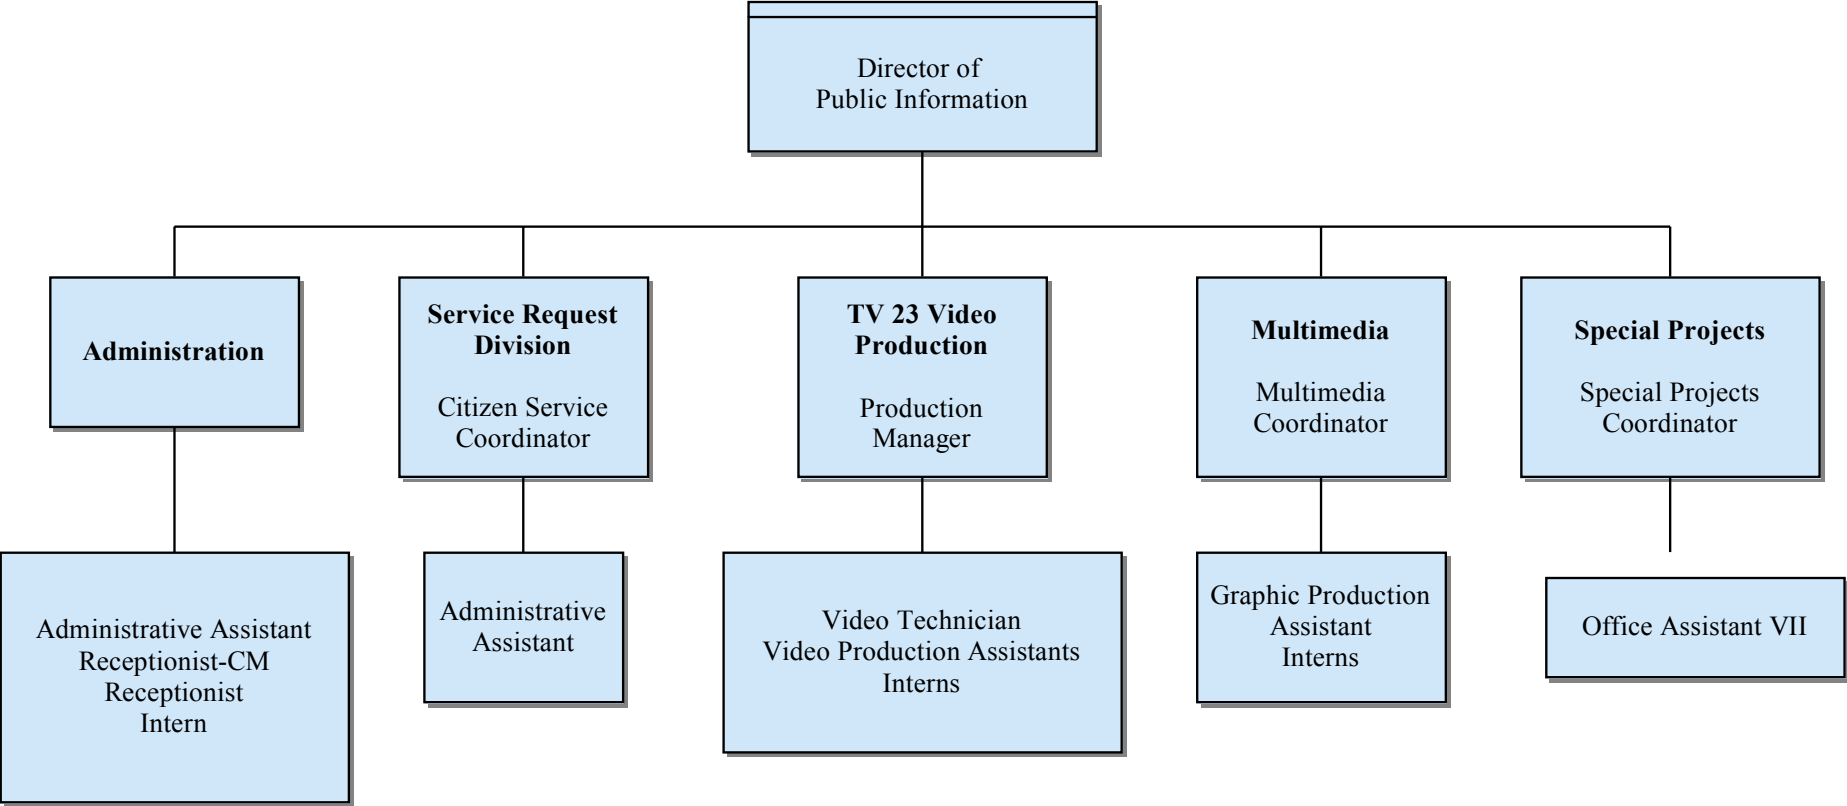 Director of
Public Information
Administration
Service Request
Division
Citizen Service
Coordinator
TV 23 Video
Production
Production
Manager
Multimedia
Multimedia
Coordinator
Special Projects
Special Projects
Coordinator
Administrative Assistant
Receptionist-CM
Receptionist
Intern
Administrative
Assistant
Video Technician
Video Production Assistants
Interns
Graphic Production
Assistant
Interns
Office Assistant VII